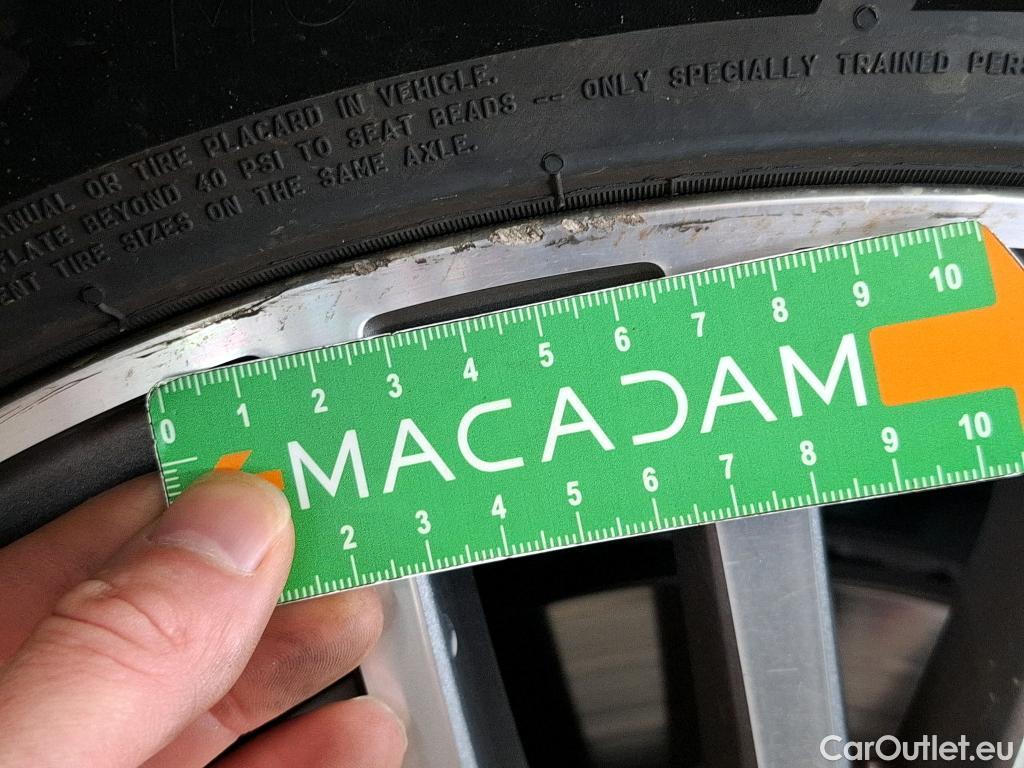 ANUAL OR TIRE PLACARD IN VEHICLE.
FLATE BEYOND 40 PSI TO SEAT BEADS -- ONLY SPECIALLY TRAINED PERS
ENT TIRE SIZES ON THE SAME AXLE.
0 1 2 3 4 5 6 7 8 9 10
MACADAM
2 3 4 5 6 7 8 9 10
CarOutlet.eu